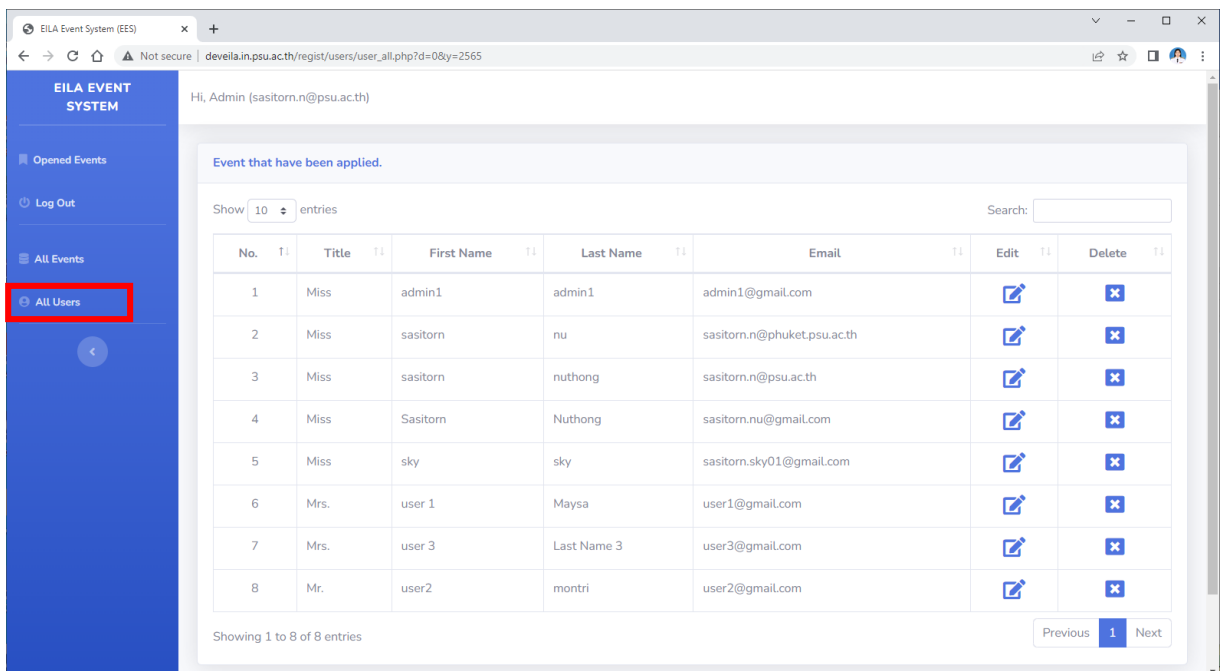 EILA Event System (EES)
Not secure | deveila.in.psu.ac.th/regist/users/user_all.php?d=0&y=2565
EILA EVENT
SYSTEM
Hi, Admin (sasitorn.n@psu.ac.th)
Opened Events
Log Out
All Events
All Users
Event that have been applied.
Show 10 entries
Search:
No. Title First Name Last Name Email Edit Delete
1 Miss admin1 admin1 admin1@gmail.com
2 Miss sasitorn nu sasitorn.n@phuket.psu.ac.th
3 Miss sasitorn nuthong sasitorn.n@psu.ac.th
4 Miss Sasitorn Nuthong sasitorn.nu@gmail.com
5 Miss sky sky sasitorn.sky01@gmail.com
6 Mrs. user 1 Maysa user1@gmail.com
7 Mrs. user 3 Last Name 3 user3@gmail.com
8 Mr. user2 montri user2@gmail.com
Showing 1 to 8 of 8 entries
Previous 1 Next